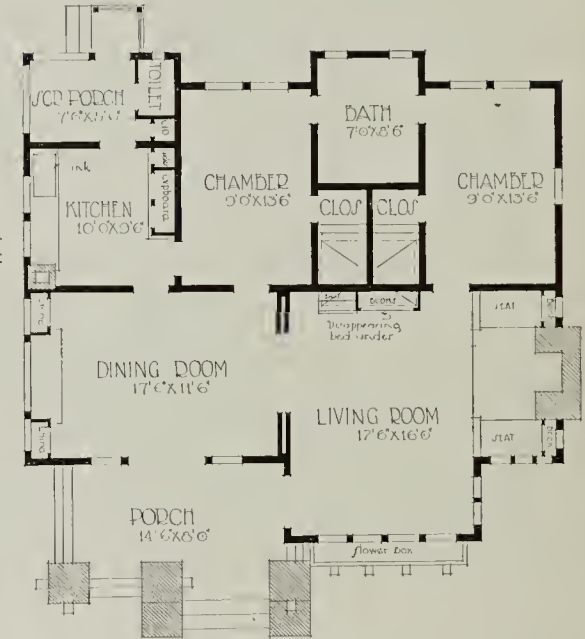 SCR PORCH
TOILET
BATH
7'0"X8'6"
CHAMBER
9'0"X13'6"
CHAMBER
9'0"X13'6"
CLOS
CLOS
KITCHEN
10'0"X9'6"
cupboard
SEAT
Disappearing
bed under
DINING ROOM
17'6"X11'6"
LIVING ROOM
17'6"X16'6"
SEAT
PORCH
14'6"X8'0"
flower box